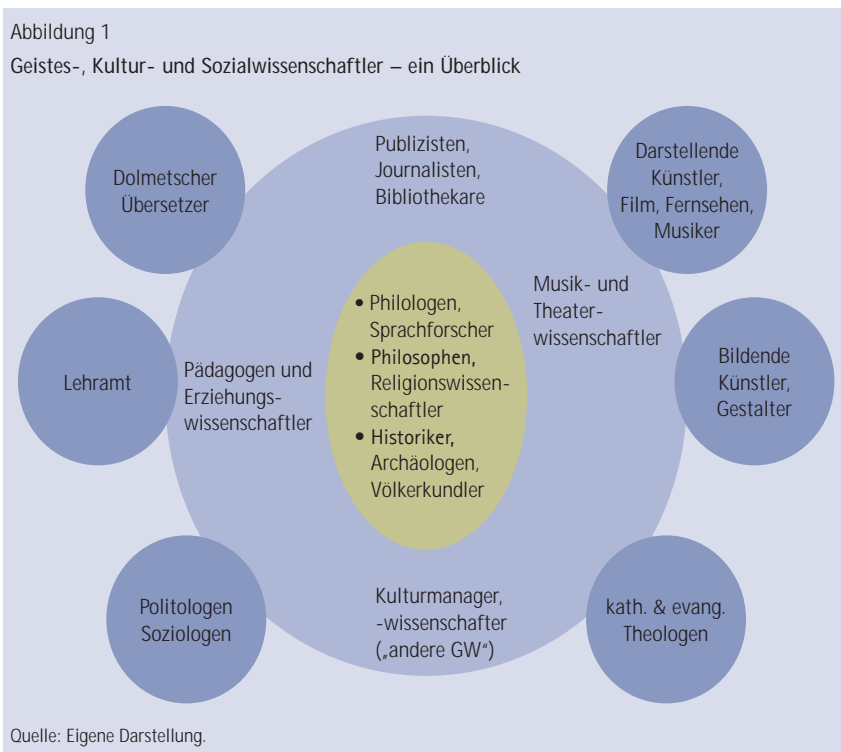 Abbildung 1
Geistes-, Kultur- und Sozialwissenschaftler – ein Überblick
Publizisten,
Journalisten,
Bibliothekare
Dolmetscher
Übersetzer
Darstellende
Künstler,
Film, Fernsehen,
Musiker
Musik- und
Theater-
wissenschaftler
• Philologen,
Sprachforscher
• Philosophen,
Religionswissen-
schaftler
• Historiker,
Archäologen,
Völkerkundler
Pädagogen und
Erziehungs-
wissenschaftler
Lehramt
Bildende
Künstler,
Gestalter
Politologen
Soziologen
Kulturmanager,
-wissenschafter
(„andere GW“)
kath. & evang.
Theologen
Quelle: Eigene Darstellung.